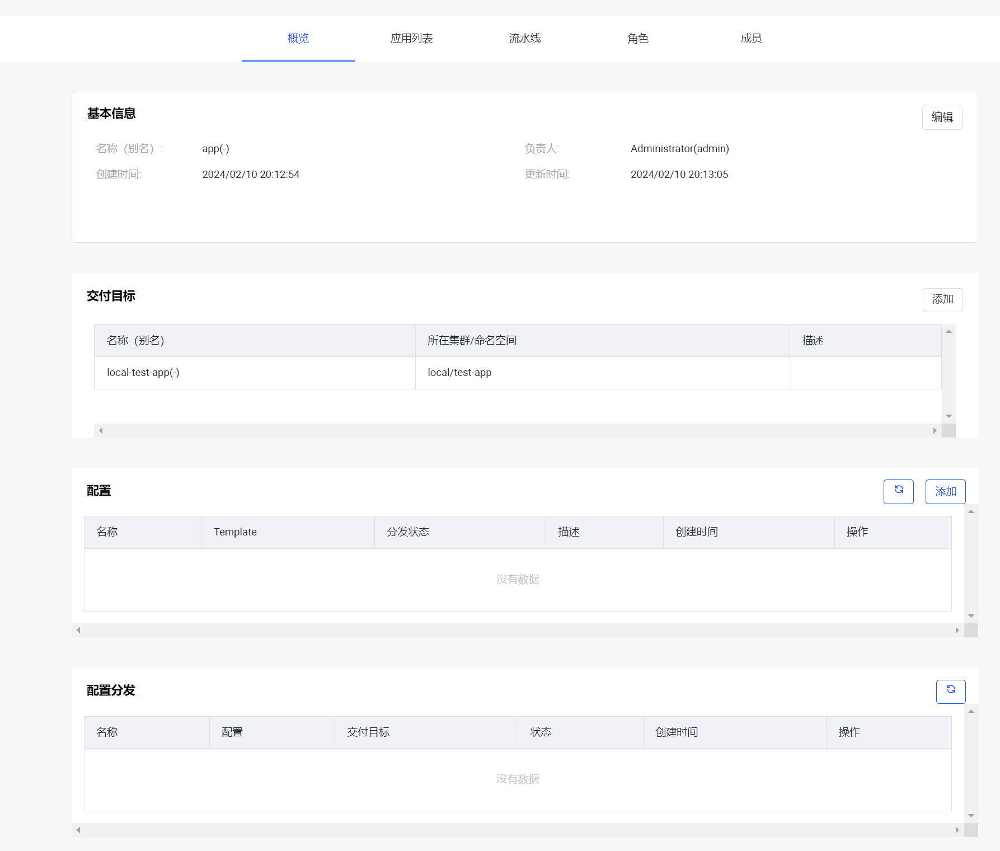 概览 应用列表 流水线 角色 成员
基本信息 编辑
名称（别名）: app(-) 负责人: Administrator(admin)
创建时间: 2024/02/10 20:12:54 更新时间: 2024/02/10 20:13:05
交付目标 添加
名称（别名） 所在集群/命名空间 描述
local-test-app(-) local/test-app
配置 添加
名称 Template 分发状态 描述 创建时间 操作
没有数据
配置分发
名称 配置 交付目标 状态 创建时间 操作
没有数据